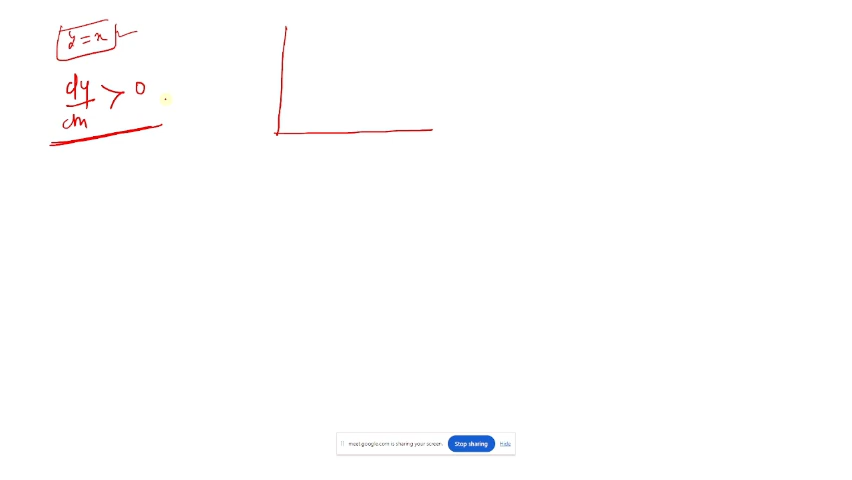 y = x
dy/dx > 0
meet.google.com is sharing your screen.
Stop sharing
Hide